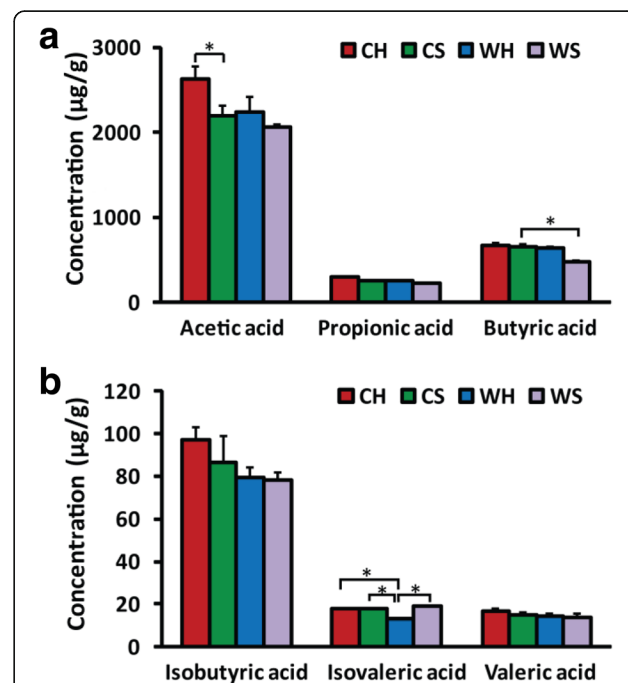 a
Concentration (µg/g)
3000
2000
1000
0
CH CS WH WS
*
*
Acetic acid Propionic acid Butyric acid
b
Concentration (µg/g)
120
100
80
60
40
20
0
CH CS WH WS
*
* *
Isobutyric acid Isovaleric acid Valeric acid